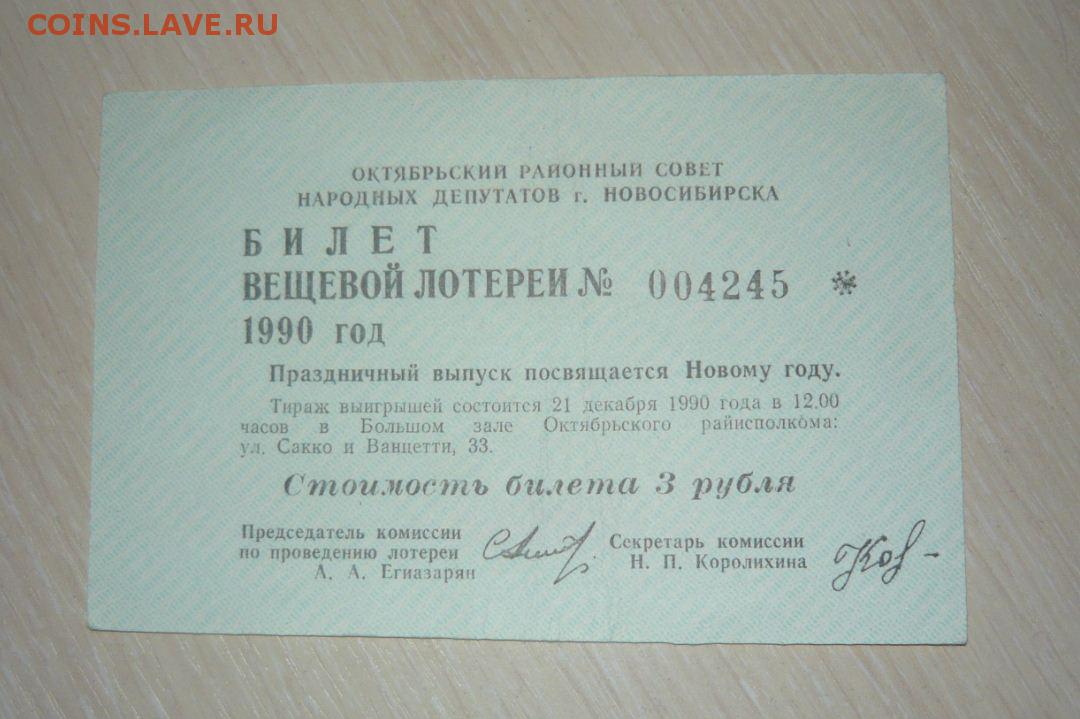 COINS.LAVE.RU
ОКТЯБРЬСКИЙ РАЙОННЫЙ СОВЕТ
НАРОДНЫХ ДЕПУТАТОВ г. НОВОСИБИРСКА
БИЛЕТ
ВЕЩЕВОЙ ЛОТЕРЕИ № 004245 *
1990 год
Праздничный выпуск посвящается Новому году.
Тираж выигрышей состоится 21 декабря 1990 года в 12.00
часов в Большом зале Октябрьского райисполкома:
ул. Сакко и Ванцетти, 33.
Стоимость билета 3 рубля
Председатель комиссии
по проведению лотереи
А. А. Егиазарян
Секретарь комиссии
Н. П. Королихина